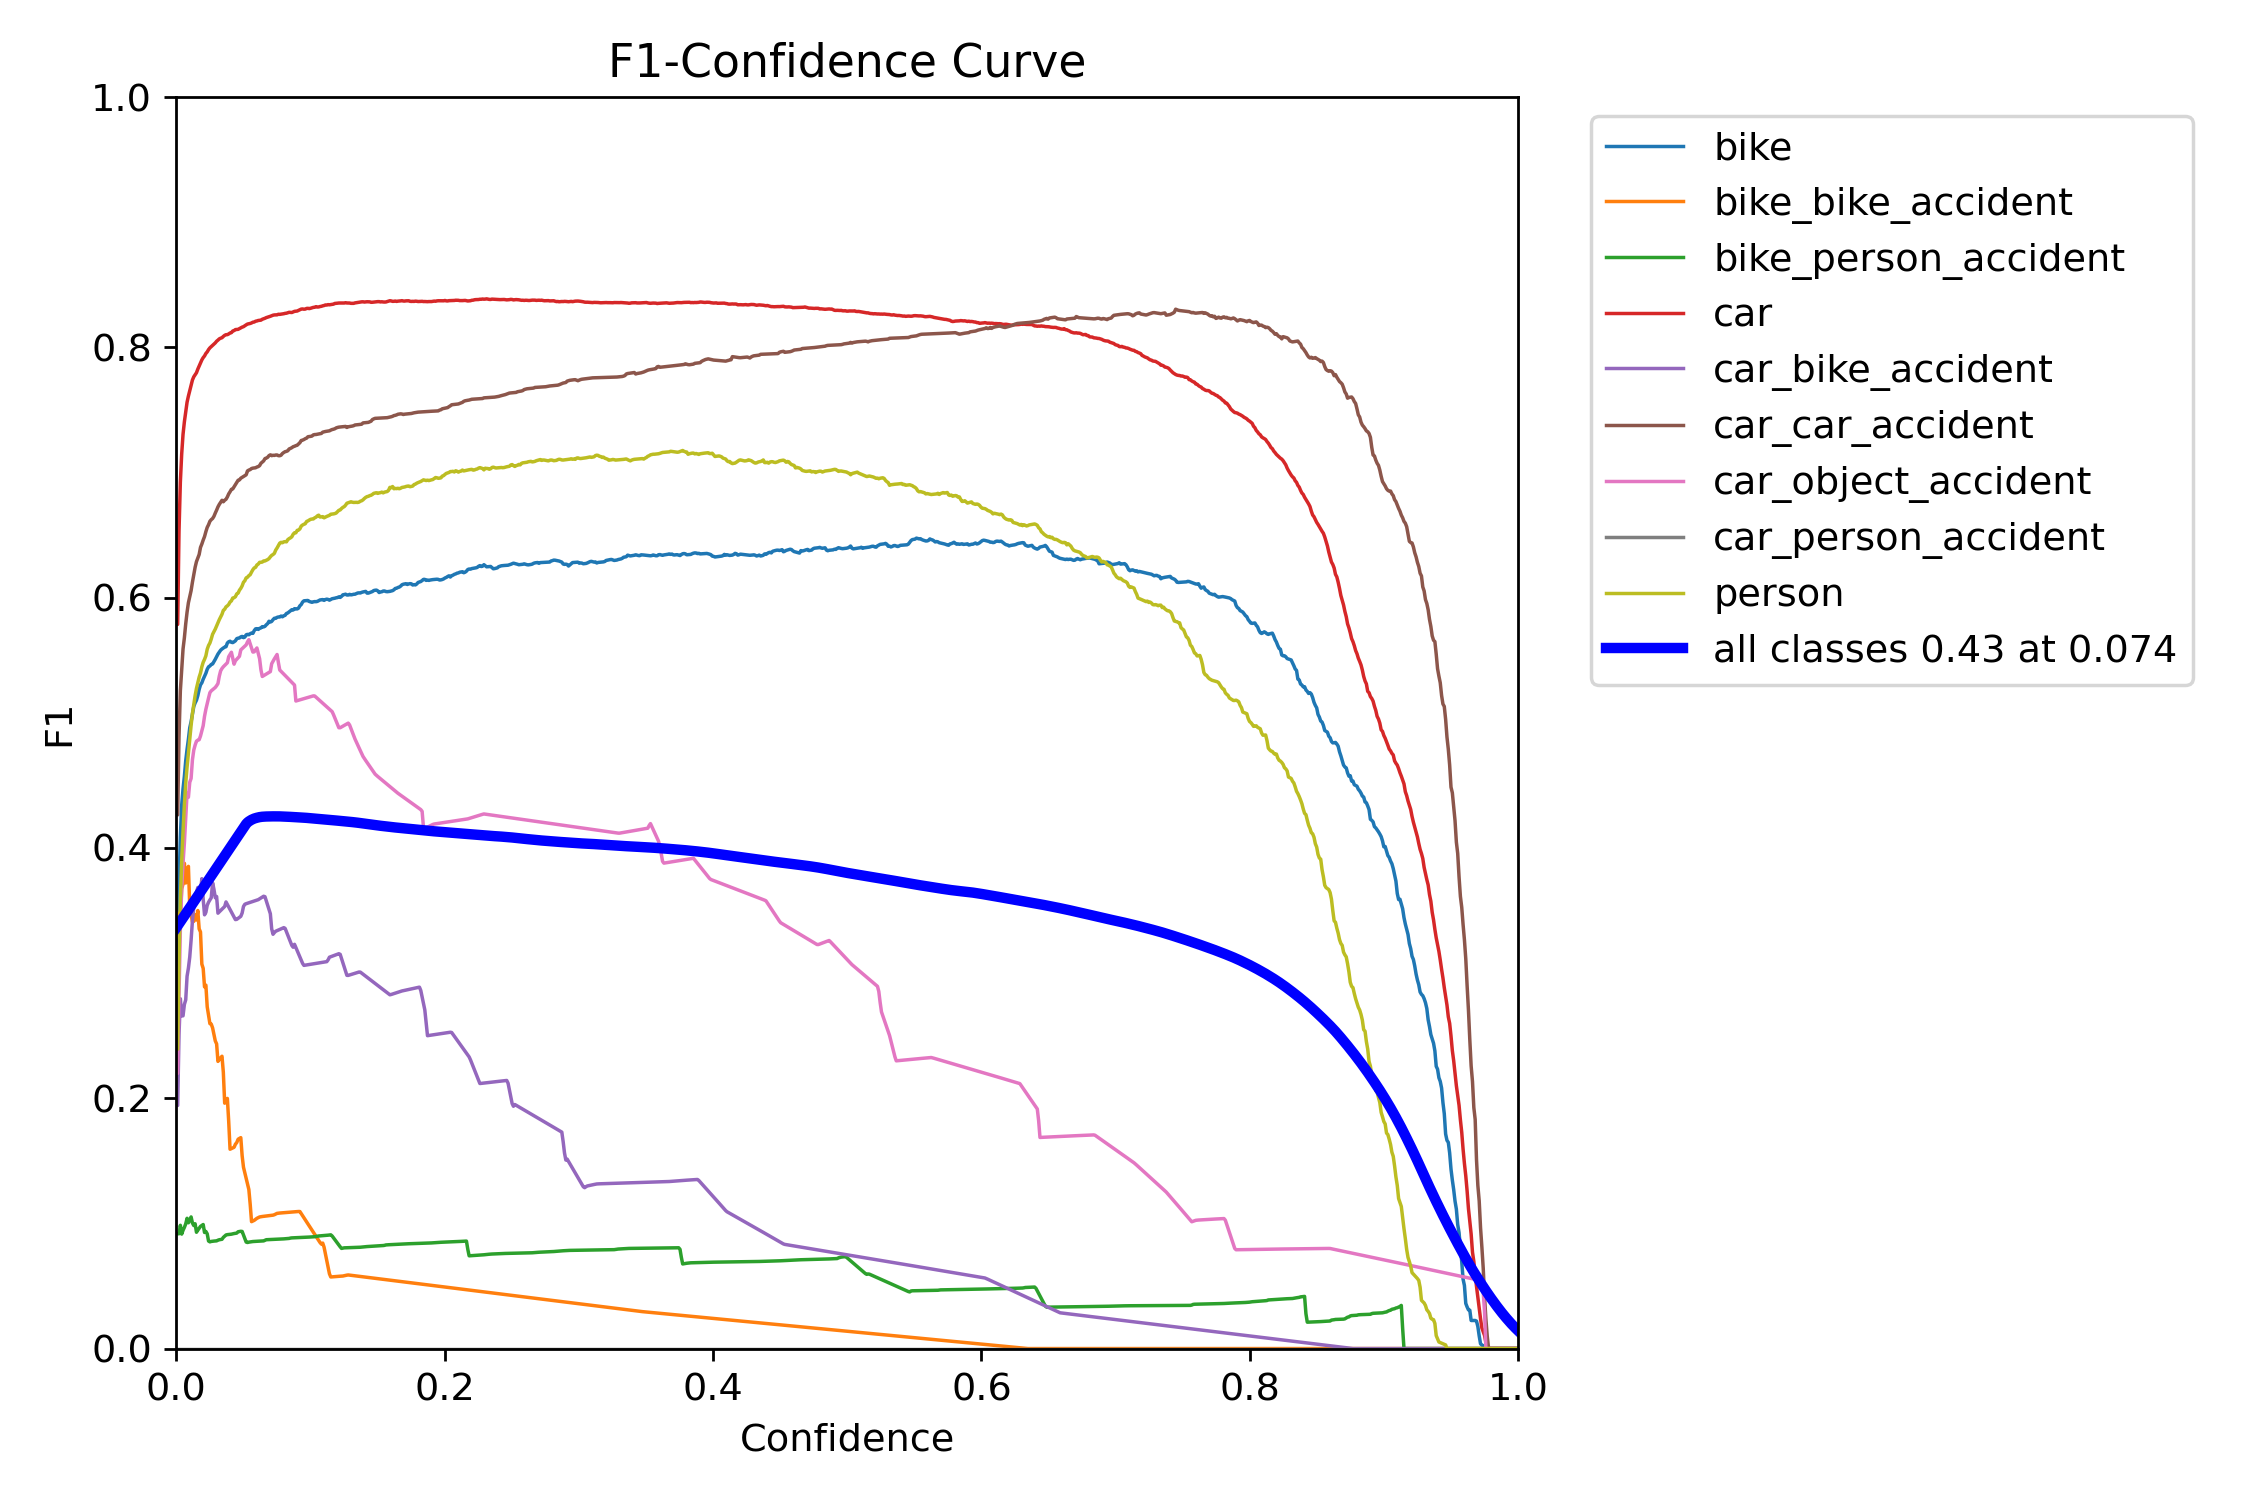 F1-Confidence Curve
1.0
0.8
0.6
0.4
0.2
0.0
F1
0.0 0.2 0.4 0.6 0.8 1.0
Confidence
bike
bike_bike_accident
bike_person_accident
car
car_bike_accident
car_car_accident
car_object_accident
car_person_accident
person
all classes 0.43 at 0.074